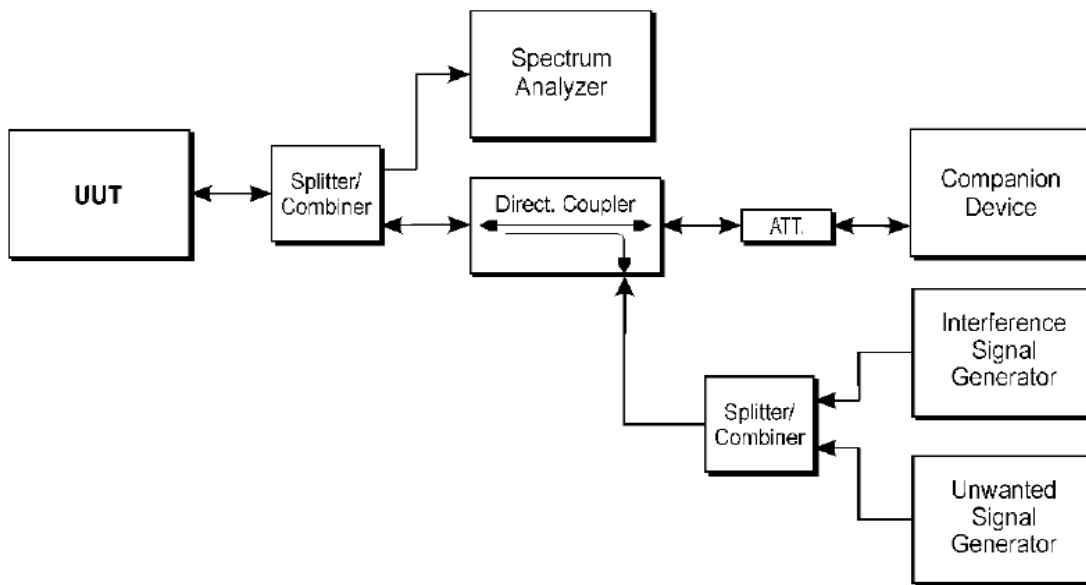 Spectrum
Analyzer
UUT
Splitter/
Combiner
Direct. Coupler
ATT.
Companion
Device
Interference
Signal
Generator
Splitter/
Combiner
Unwanted
Signal
Generator